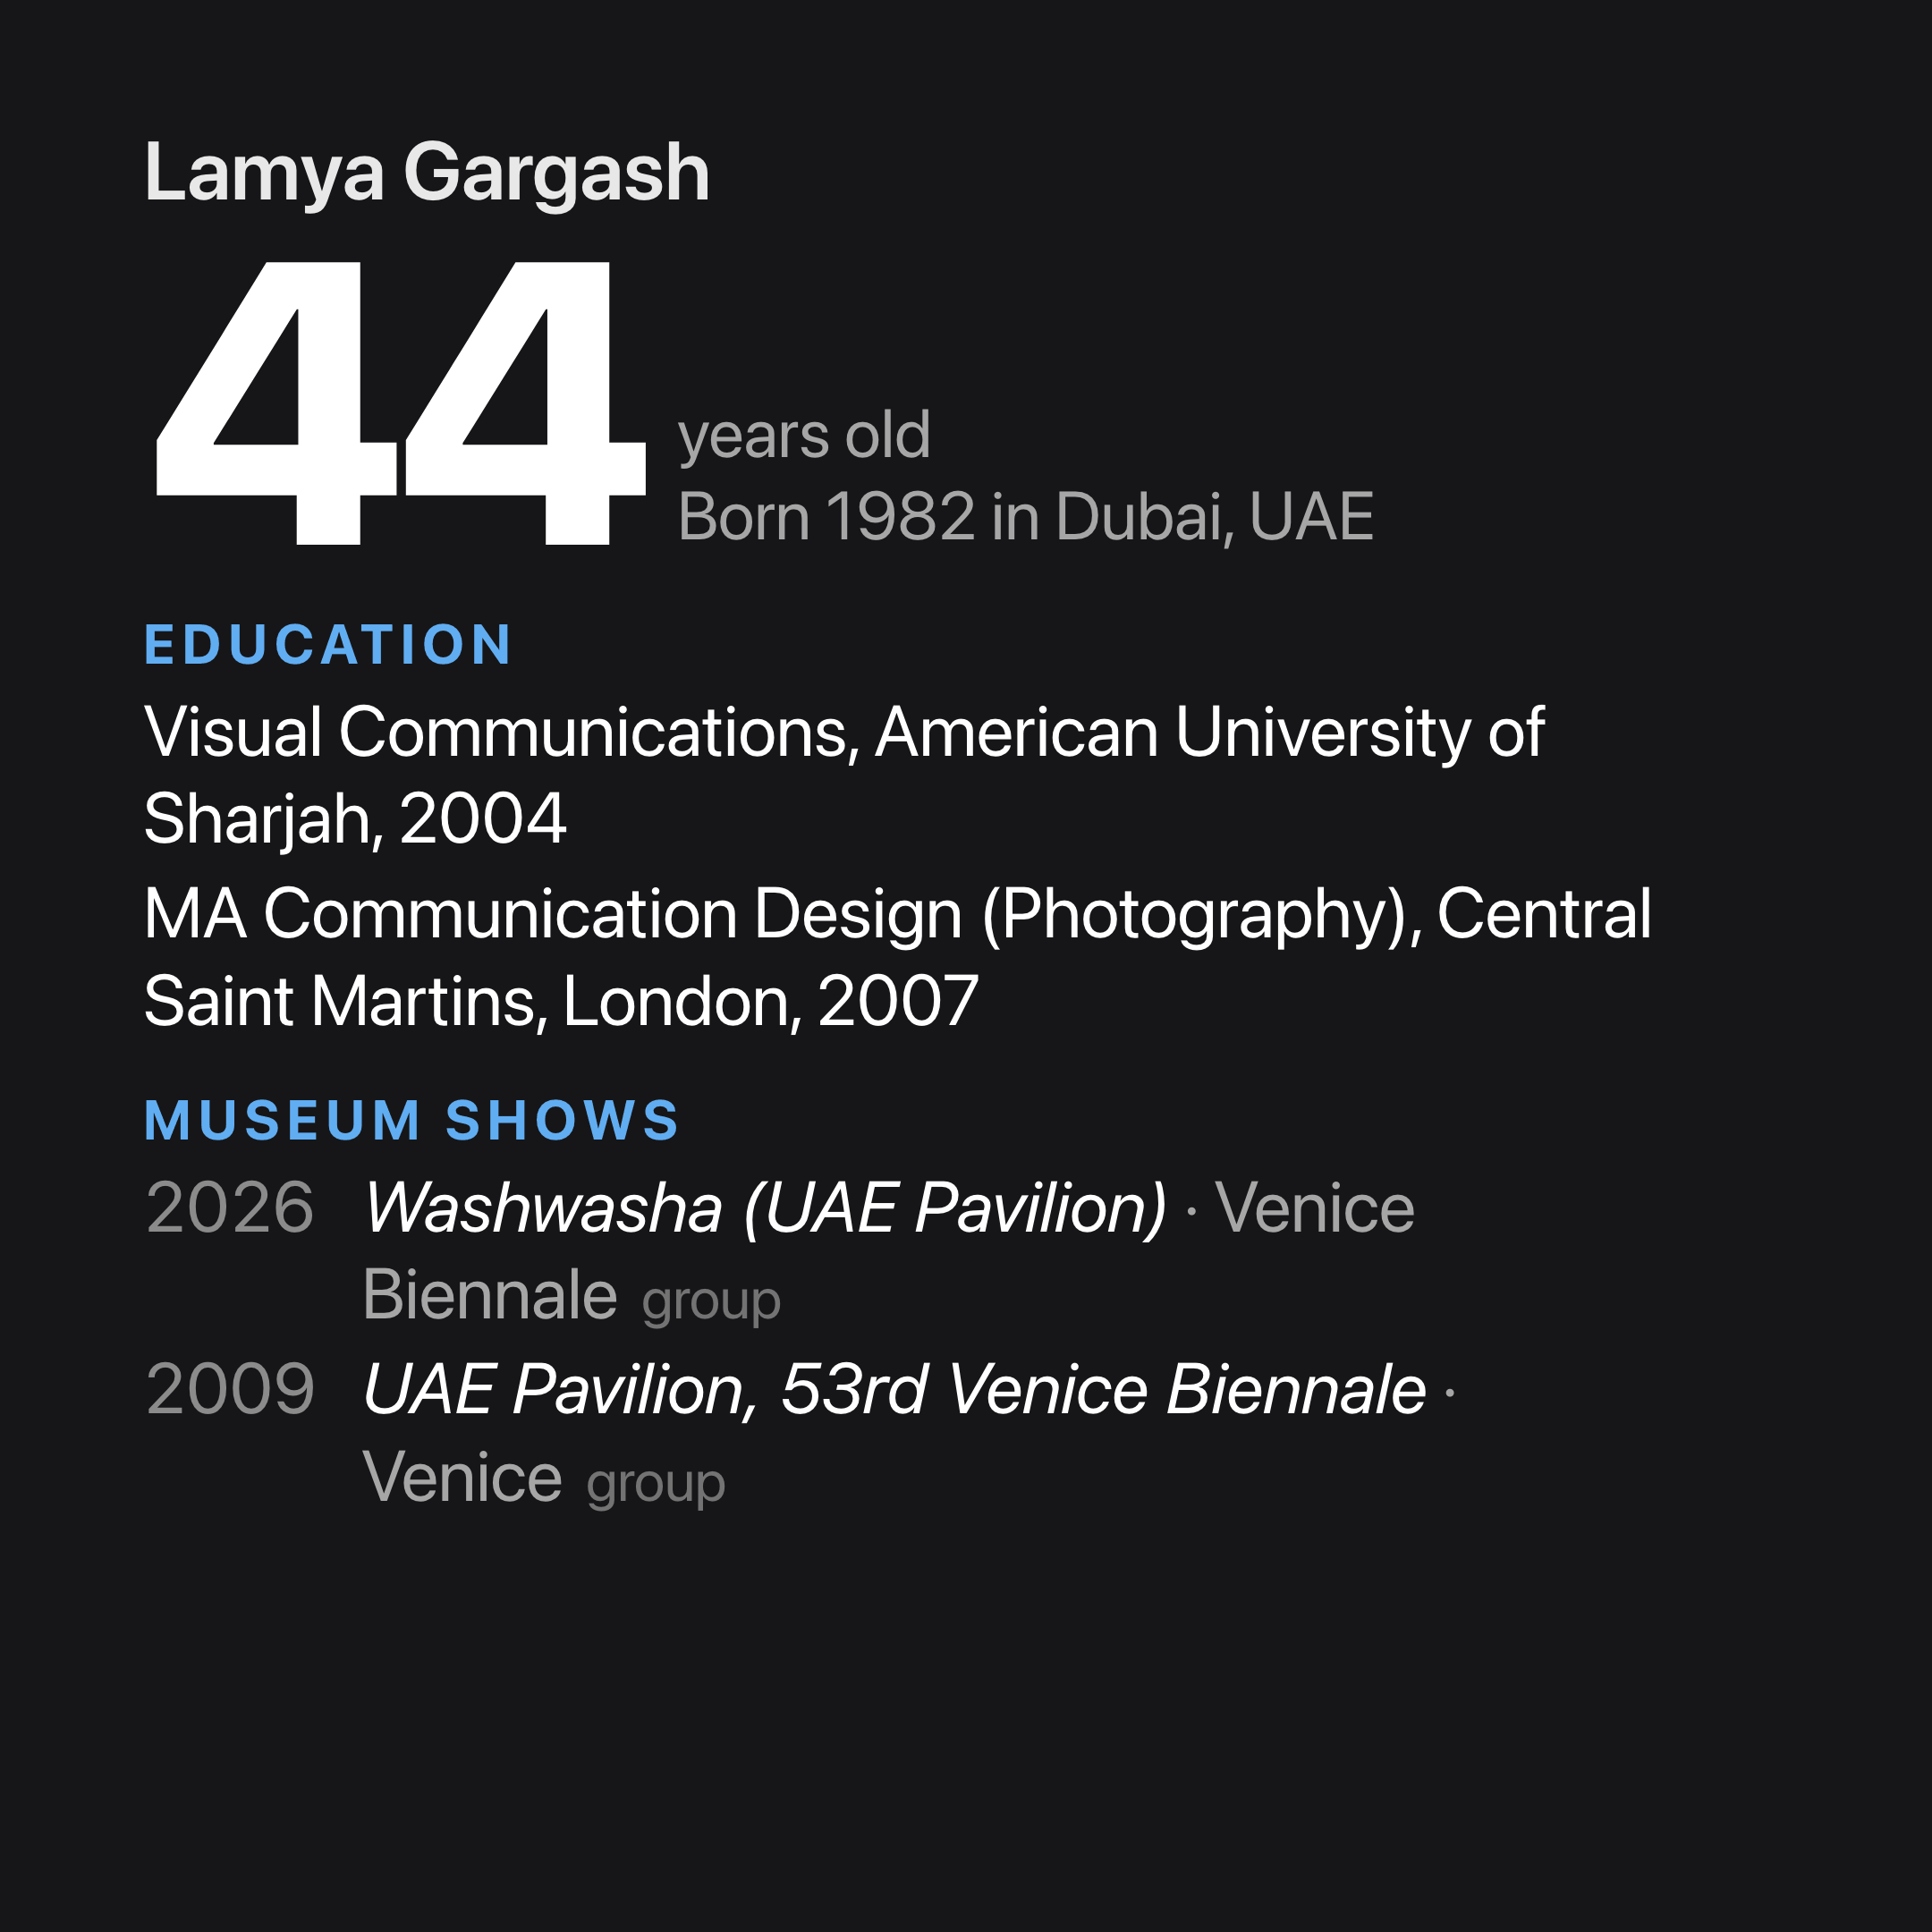 Lamya Gargash
44
years old
Born 1982 in Dubai, UAE
EDUCATION
Visual Communications, American University of
Sharjah, 2004
MA Communication Design (Photography), Central
Saint Martins, London, 2007
MUSEUM SHOWS
2026 Washwasha (UAE Pavilion) · Venice
Biennale group
2009 UAE Pavilion, 53rd Venice Biennale ·
Venice group